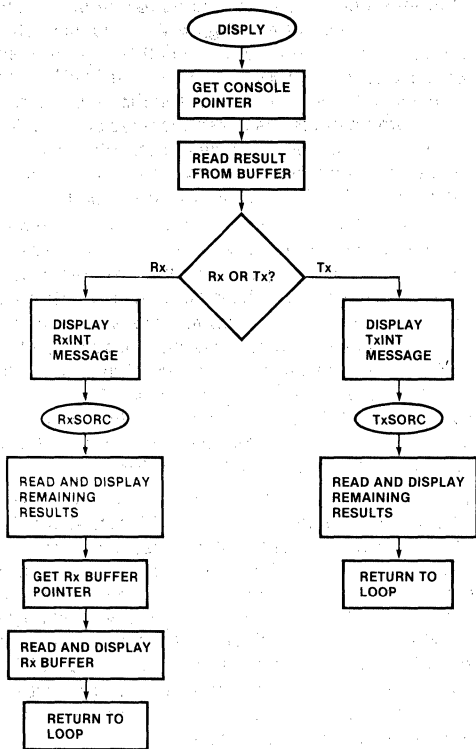 DISPLY
GET CONSOLE
POINTER
READ RESULT
FROM BUFFER
Rx OR Tx?
Rx
Tx
DISPLAY
RxINT
MESSAGE
RxSORC
READ AND DISPLAY
REMAINING
RESULTS
GET Rx BUFFER
POINTER
READ AND DISPLAY
Rx BUFFER
RETURN TO
LOOP
DISPLAY
TxINT
MESSAGE
TxSORC
READ AND DISPLAY
REMAINING
RESULTS
RETURN TO
LOOP